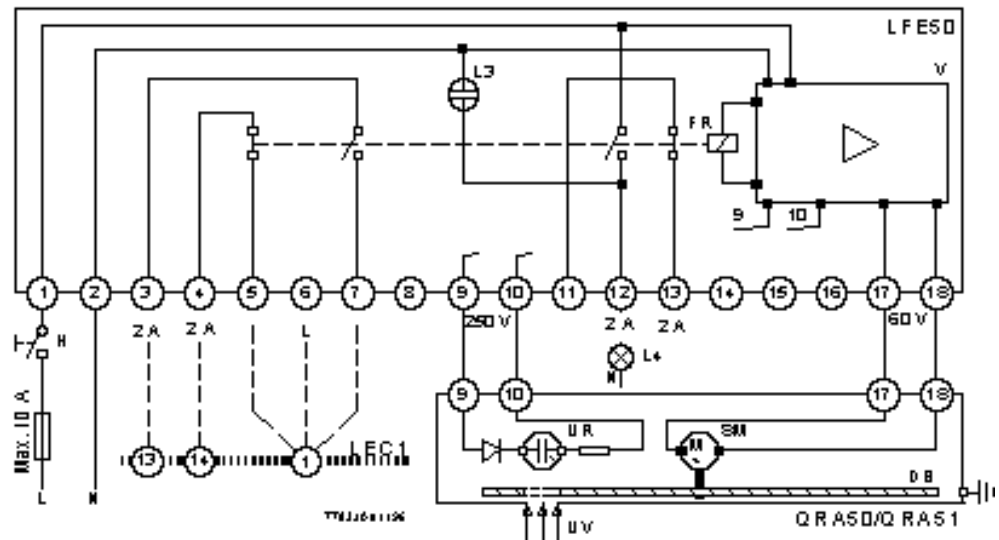 LFE50
V
L3
FR
9 10
1 2 3 4 5 6 7 8 9 10 11 12 13 14 15 16 17 18
2 A 2 A L 250 V 2 A 2 A 60 V
H
L4
N
Max. 10 A
9 10 17 18
UR SM
M
~
13 14 1 LEC1
DB
L N
UV QRA50/QRA51